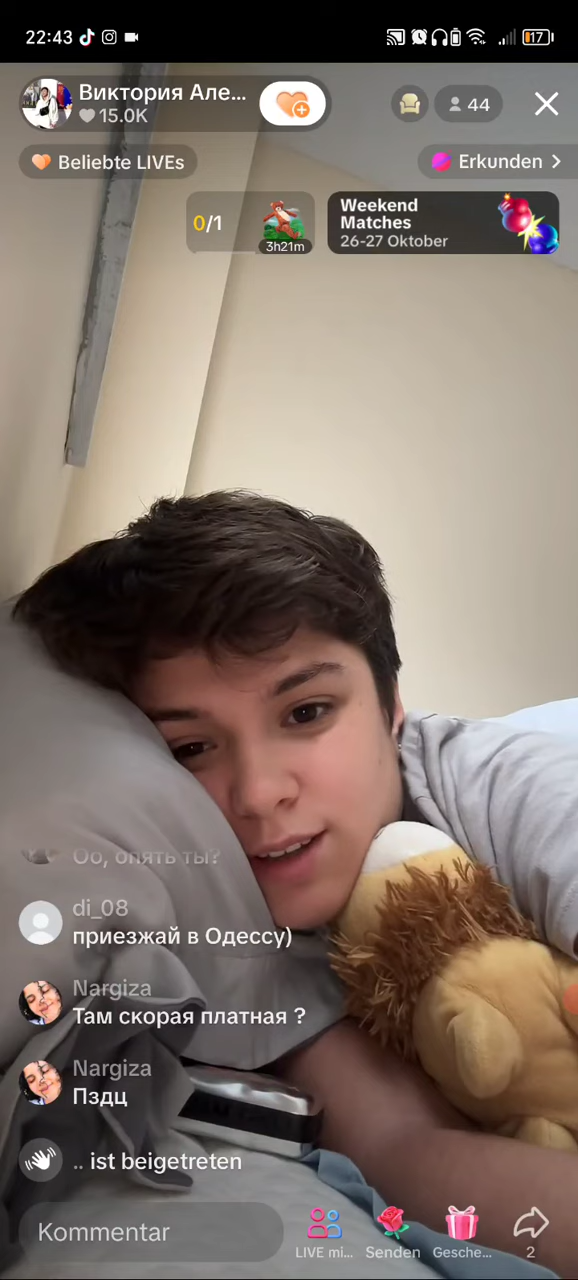 22:43
17
Виктория Але...
15.0K
44
Beliebte LIVEs
Erkunden
0/1
3h21m
Weekend
Matches
26-27 Oktober
Оо, опять ты?
di_08
приезжай в Одессу)
Nargiza
Там скорая платная ?
Nargiza
Пздц
.. ist beigetreten
Kommentar
LIVE mi...
Senden
Gesche...
2